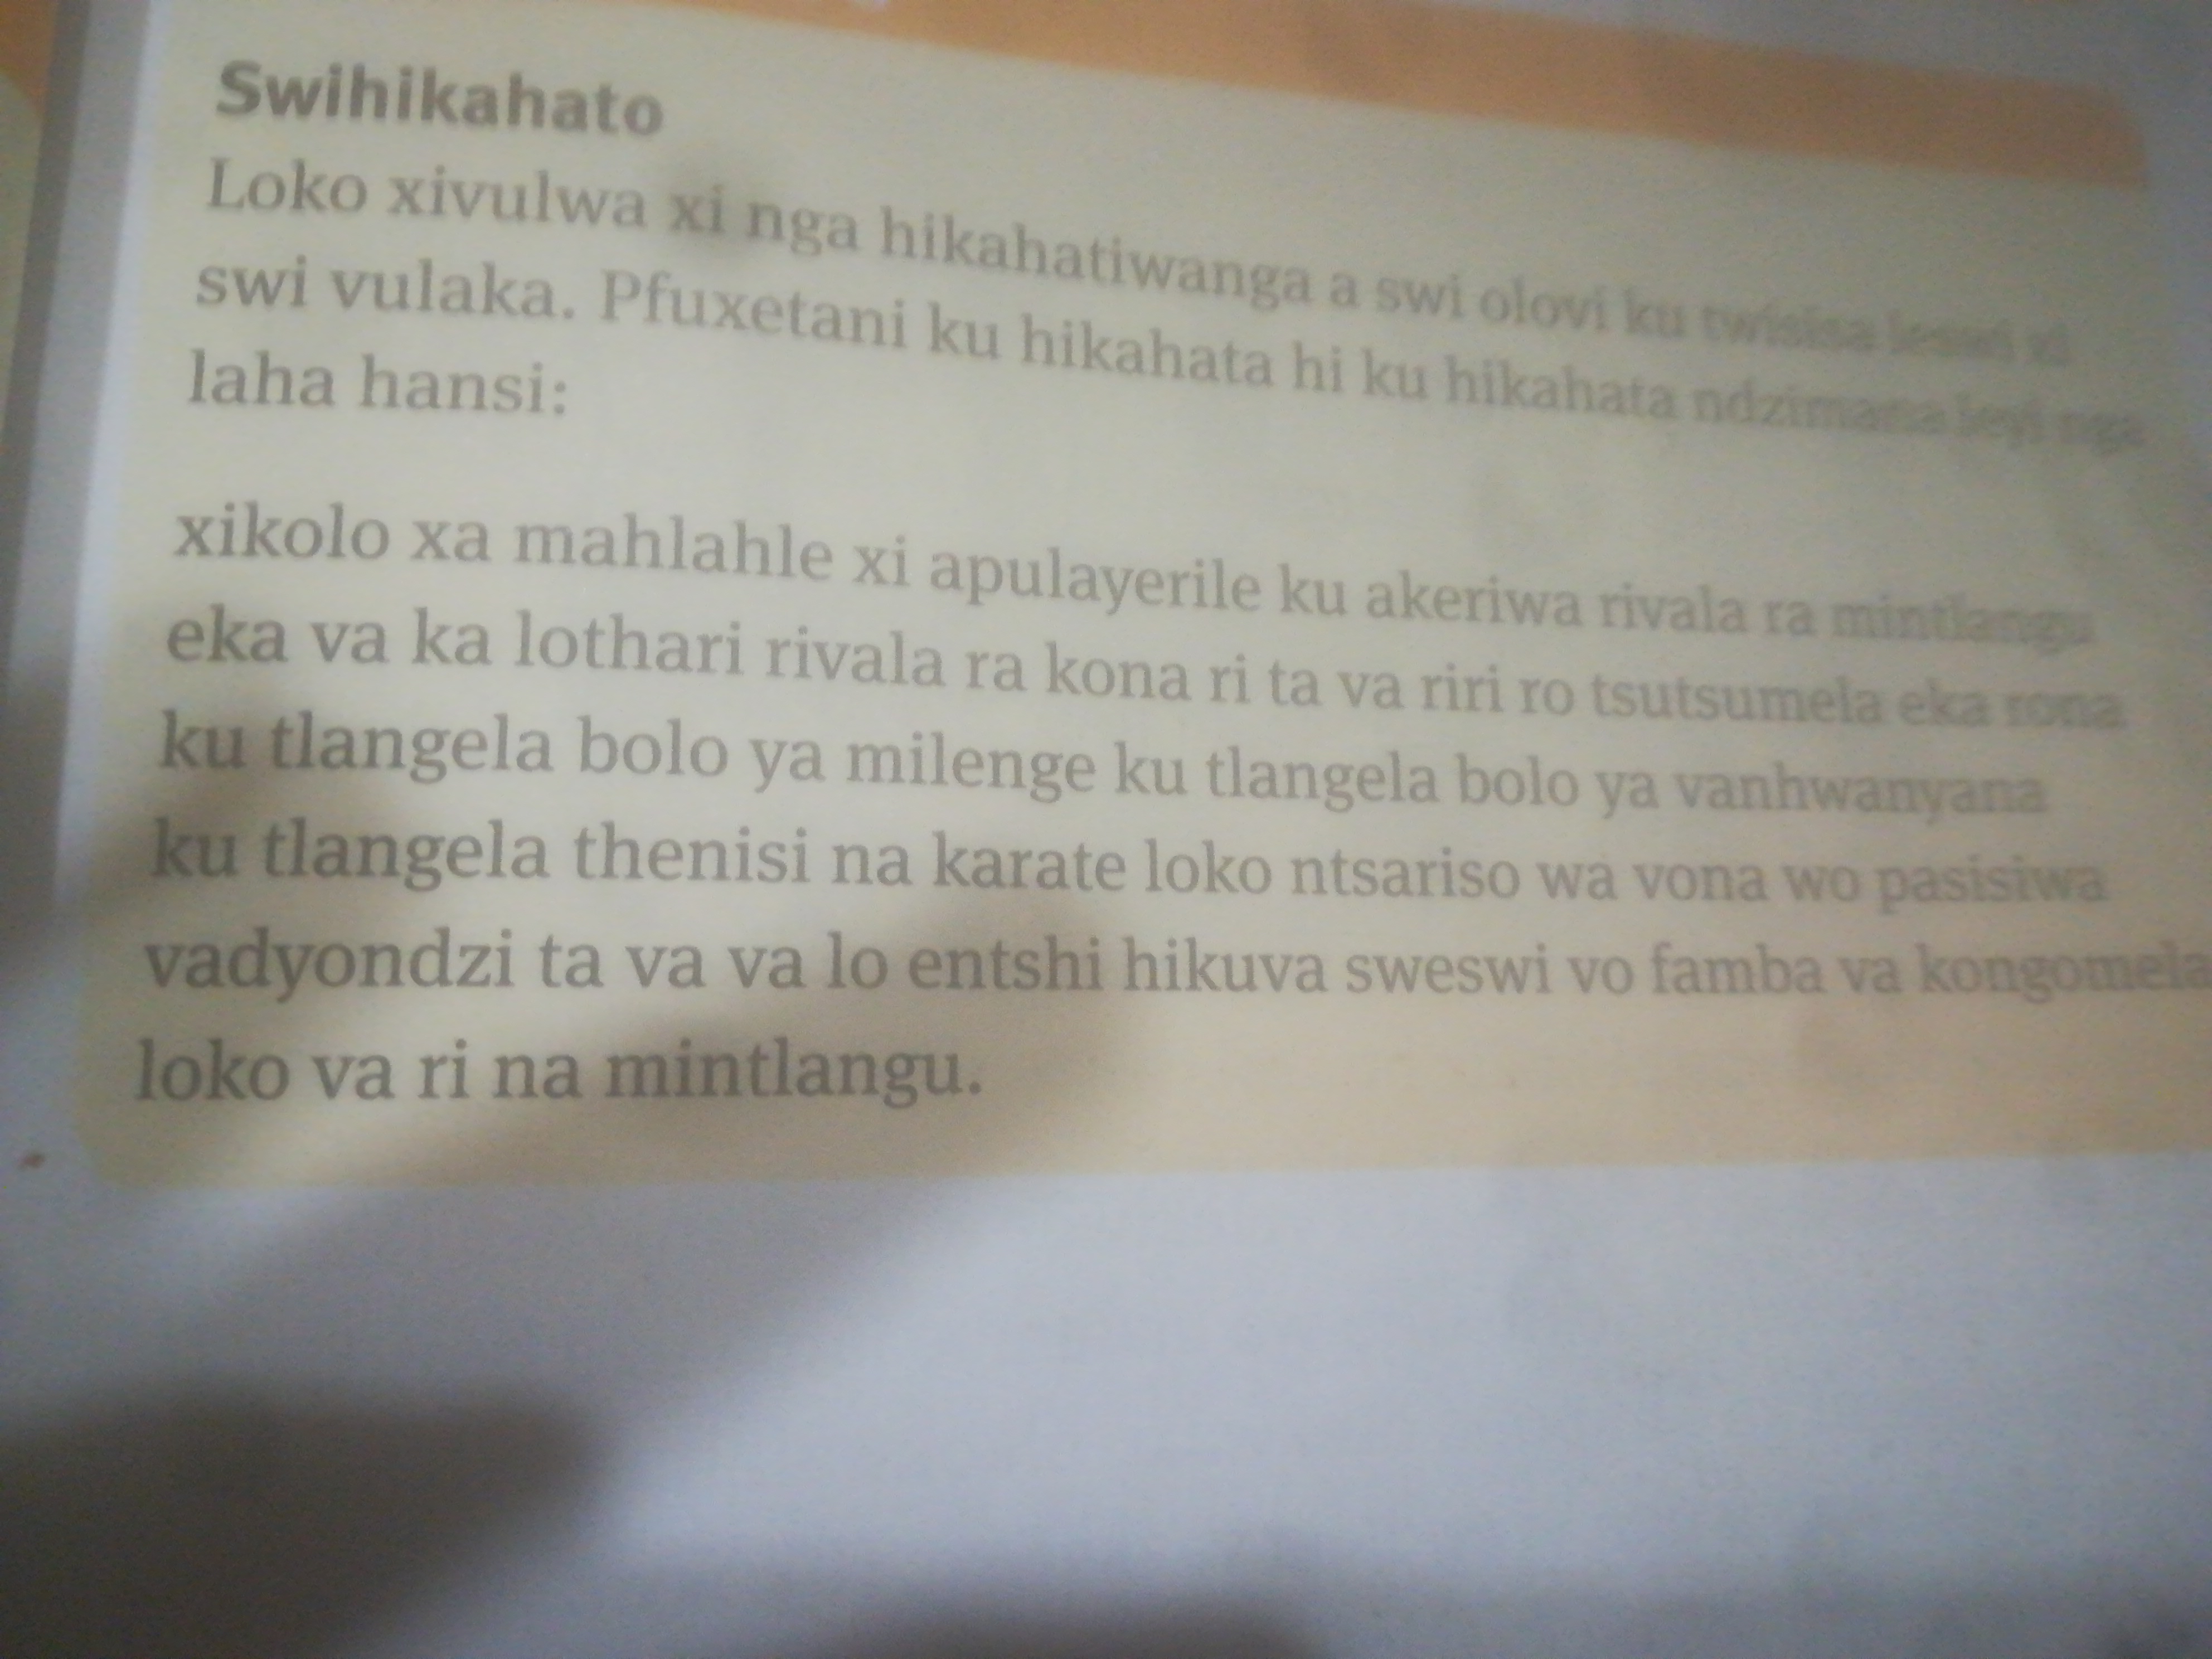 Swihikahato
Loko xivulwa xi nga hikahatiwanga a swi olovi ku twisisa leswi xi
swi vulaka. Pfuxetani ku hikahata hi ku hikahata ndzimana leyi nga
laha hansi:
xikolo xa mahlahle xi apulayerile ku akeriwa rivala ra mintlangu
eka va ka lothari rivala ra kona ri ta va riri ro tsutsumela eka rona
ku tlangela bolo ya milenge ku tlangela bolo ya vanhwanyana
ku tlangela thenisi na karate loko ntsariso wa vona wo pasisiwa
vadyondzi ta va va lo entshi hikuva sweswi vo famba va kongomela
loko va ri na mintlangu.